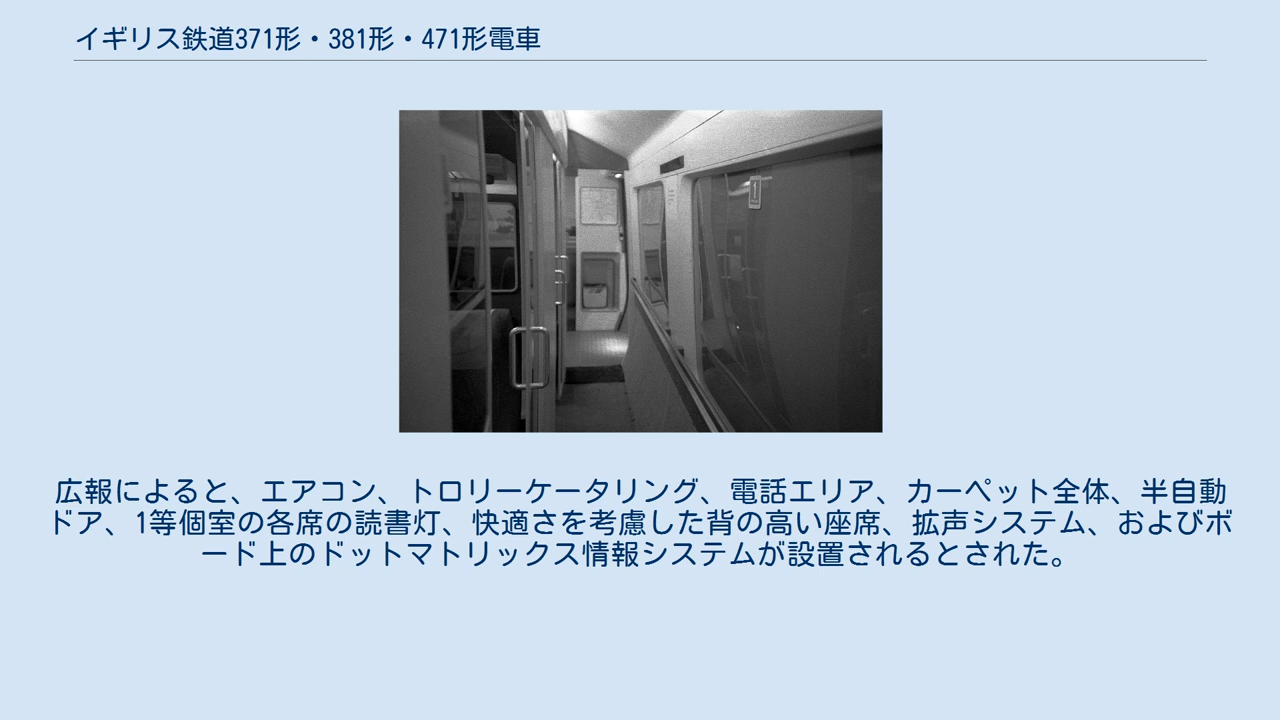 イギリス鉄道371形・381形・471形電車
広報によると、エアコン、トロリーケータリング、電話エリア、カーペット全体、半自動
ドア、1等個室の各席の読書灯、快適さを考慮した背の高い座席、拡声システム、およびボ
ード上のドットマトリックス情報システムが設置されるとされた。